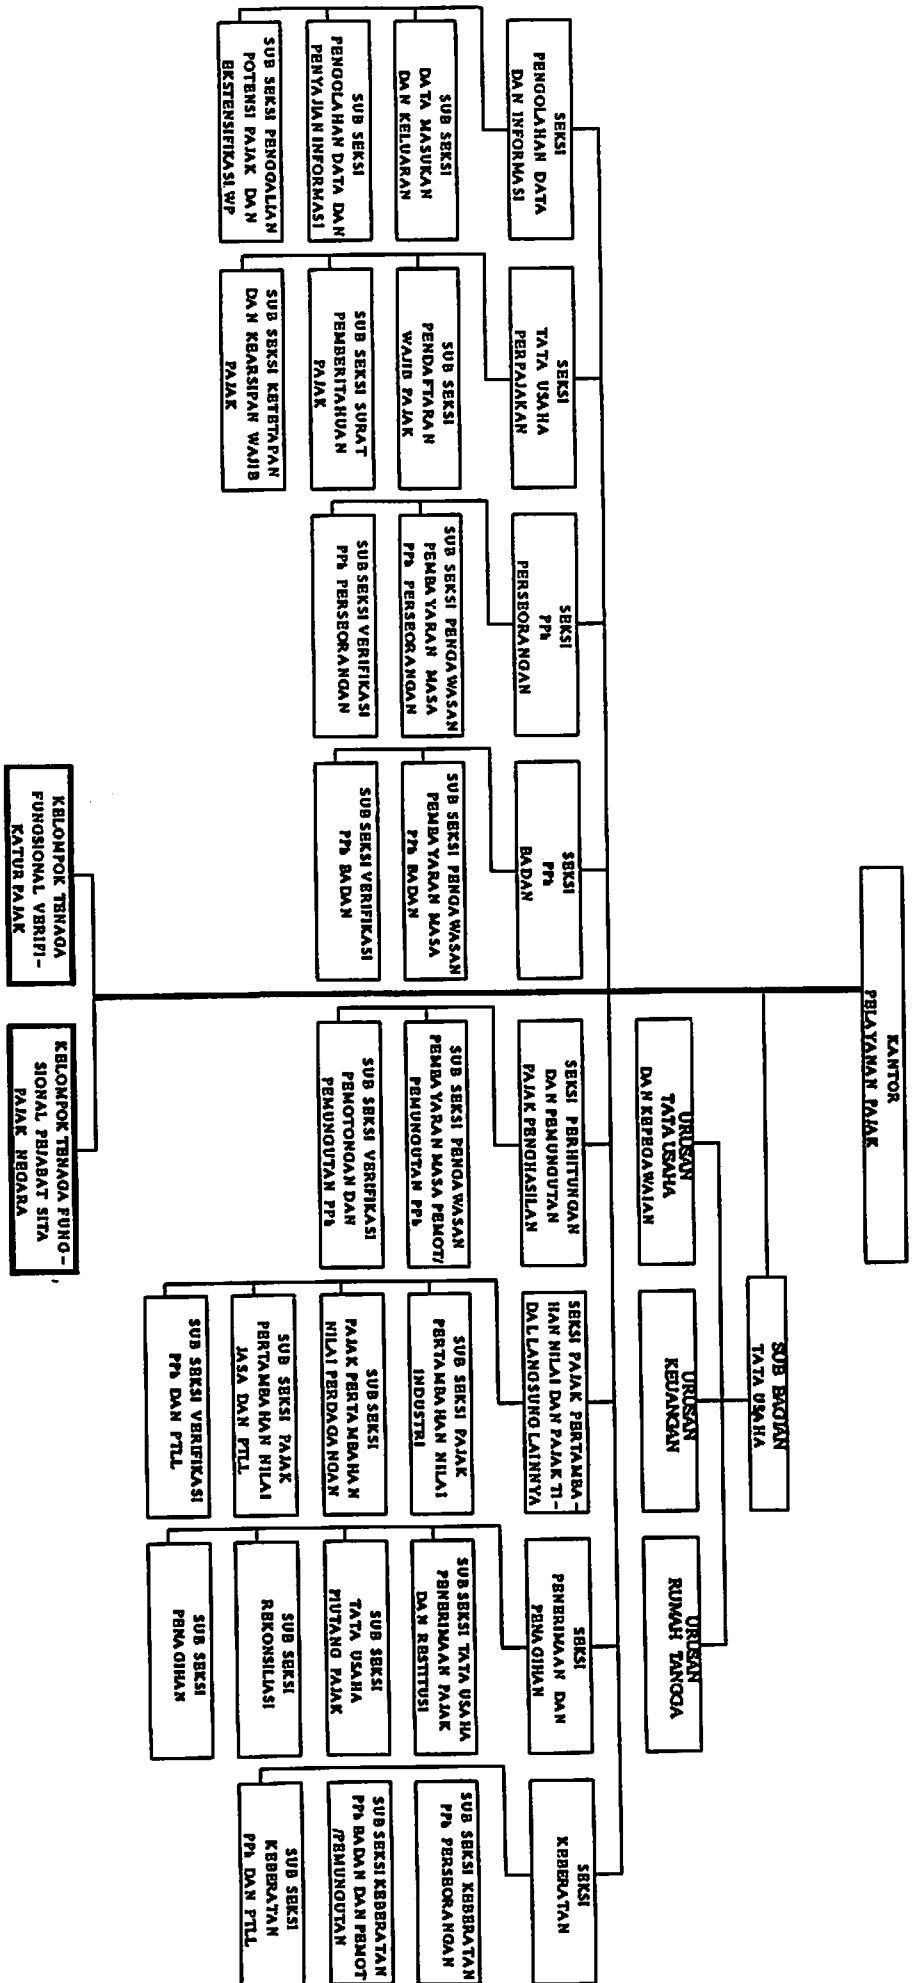 KANTOR
PELAYANAN PAJAK
SUB BAGIAN
TATA USAHA
URUSAN
TATA USAHA
DAN KEPEGAWAIAN
URUSAN
KEUANGAN
URUSAN
RUMAH TANGGA
SEKSI
PENGOLAHAN DATA
DAN INFORMASI
SUB SEKSI
DATA MASUKAN
DAN KELUARAN
SUB SEKSI
PENGOLAHAN DATA DAN
PENYAJIAN INFORMASI
SUB SEKSI PENGGALIAN
POTENSI PAJAK DAN
EKSTENSIFIKASI WP
SEKSI
TATA USAHA
PERPAJAKAN
SUB SEKSI
PENDAFTARAN
WAJIB PAJAK
SUB SEKSI SURAT
PEMBERITAHUAN
PAJAK
SUB SEKSI KETETAPAN
DAN KEARSIPAN WAJIB
PAJAK
SEKSI
PPh
PERSEORANGAN
SUB SEKSI PENGAWASAN
PEMBAYARAN MASA
PPh PERSEORANGAN
SUB SEKSI VERIFIKASI
PPh PERSEORANGAN
SEKSI
PPh
BADAN
SUB SEKSI PENGAWASAN
PEMBAYARAN MASA
PPh BADAN
SUB SEKSI VERIFIKASI
PPh BADAN
SEKSI PERHITUNGAN
DAN PEMUNGUTAN
PAJAK PENGHASILAN
SUB SEKSI PENGAWASAN
PEMBAYARAN MASA PEMOT/
PEMUNGUTAN PPh
SUB SEKSI VERIFIKASI
PEMOTONGAN DAN
PEMUNGUTAN PPh
SEKSI PAJAK PERTAMBA-
HAN NILAI DAN PAJAK TI-
DAL LANGSING LAINNYA
SUB SEKSI PAJAK
PERTAMBAHAN NILAI
INDUSTRI
SUB SEKSI
PAJAK PERTAMBAHAN
NILAI PERDAGANGAN
SUB SEKSI PAJAK
PERTAMBAHAN NILAI
JASA DAN PTLL
SUB SEKSI VERIFIKASI
PPh DAN PTLL
SEKSI
PENERIMAAN DAN
PENAGIHAN
SUB SEKSI TATA USAHA
PENERIMAAN PAJAK
DAN RESTITUSI
SUB SEKSI
TATA USAHA
PIUTANG PAJAK
SUB SEKSI
REKONSILIASI
SUB SEKSI
PENAGIHAN
SEKSI
KEBERATAN
SUB SEKSI KEBERATAN
PPh PERSEORANGAN
SUB SEKSI KEBERATAN
PPh BADAN DAN PEMOT
/PEMUNGUTAN
SUB SEKSI
KEBERATAN
PPh DAN PTLL
KELOMPOK TENAGA
FUNGSIONAL VERIFI-
KATUR PAJAK
KELOMPOK TENAGA FUNG-
SIONAL PEJABAT SITA
PAJAK NEGARA